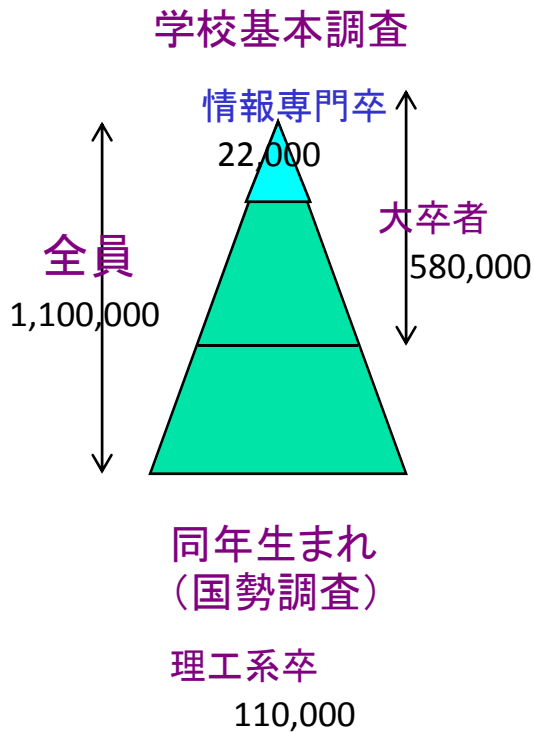 学校基本調査
情報専門卒
22,000
大卒者
580,000
全員
1,100,000
同年生まれ
（国勢調査）
理工系卒
110,000